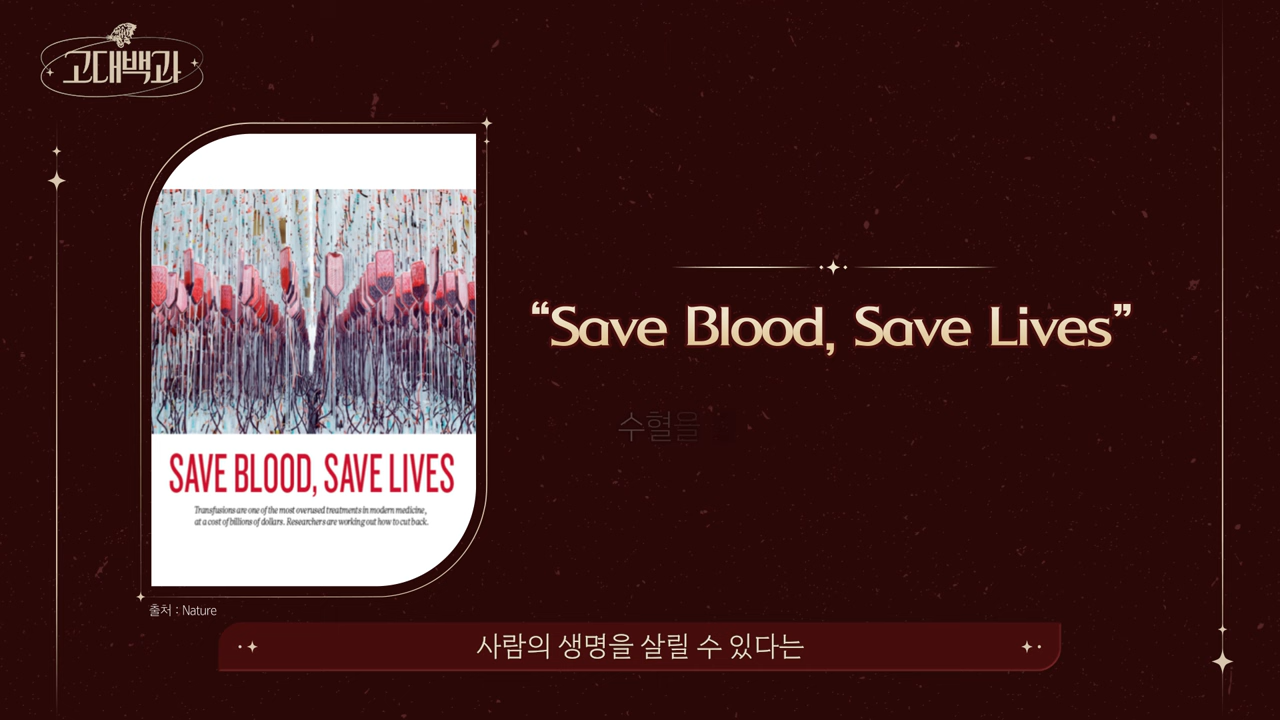 고대백과
“Save Blood, Save Lives”
수혈을
SAVE BLOOD, SAVE LIVES
Transfusions are one of the most overused treatments in modern medicine,
at a cost of billions of dollars. Researchers are working out how to cut back.
출처 : Nature
사람의 생명을 살릴 수 있다는